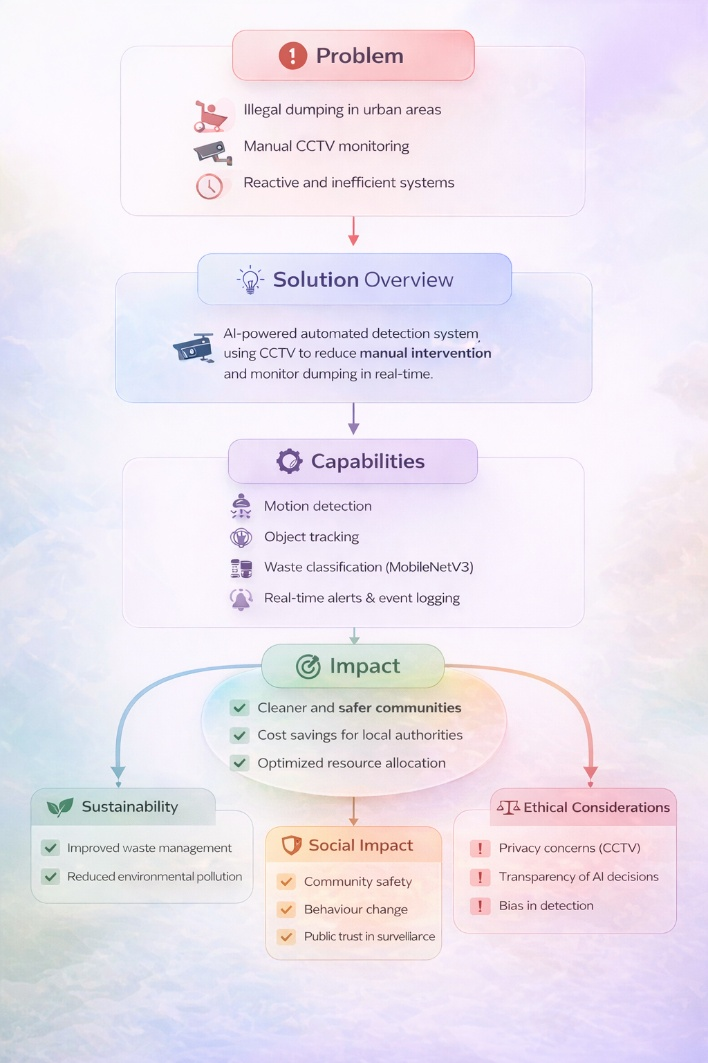 Problem
Illegal dumping in urban areas
Manual CCTV monitoring
Reactive and inefficient systems
Solution Overview
AI-powered automated detection system,
using CCTV to reduce manual intervention
and monitor dumping in real-time.
Capabilities
Motion detection
Object tracking
Waste classification (MobileNetV3)
Real-time alerts & event logging
Impact
Cleaner and safer communities
Cost savings for local authorities
Optimized resource allocation
Sustainability
Improved waste management
Reduced environmental pollution
Social Impact
Community safety
Behaviour change
Public trust in surveilliarce
Ethical Considerations
Privacy concerns (CCTV)
Transparency of AI decisions
Bias in detection